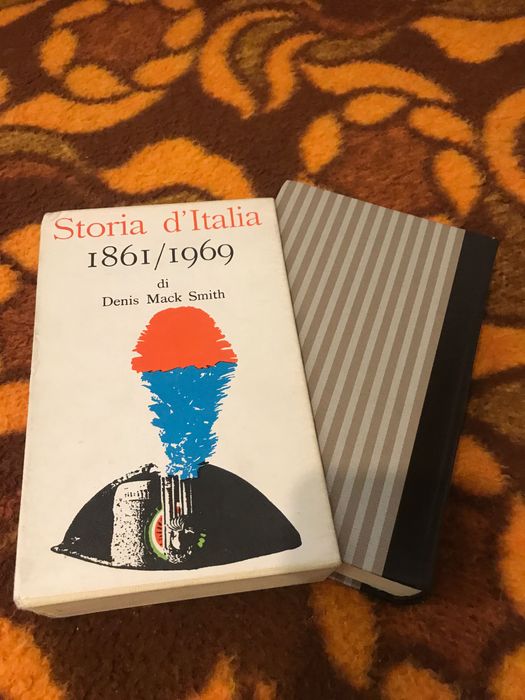 Storia d'Italia
1861/1969
di
Denis Mack Smith